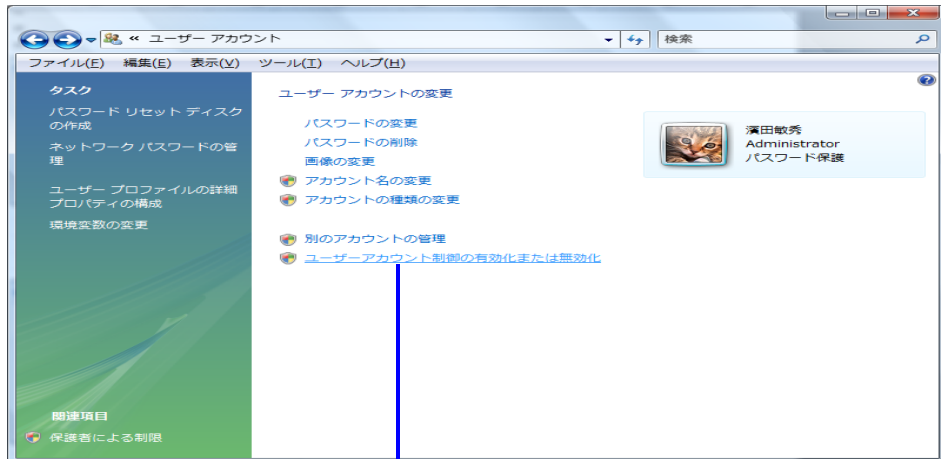 « ユーザー アカウント
検索
ファイル(F) 編集(E) 表示(V) ツール(T) ヘルプ(H)
タスク
パスワード リセット ディスク
の作成
ネットワーク パスワードの管
理
ユーザー プロファイルの詳細
プロパティの構成
環境変数の変更
関連項目
保護者による制限
ユーザー アカウントの変更
パスワードの変更
パスワードの削除
画像の変更
アカウント名の変更
アカウントの種類の変更
別のアカウントの管理
ユーザーアカウント制御の有効化または無効化
濱田敏秀
Administrator
パスワード保護